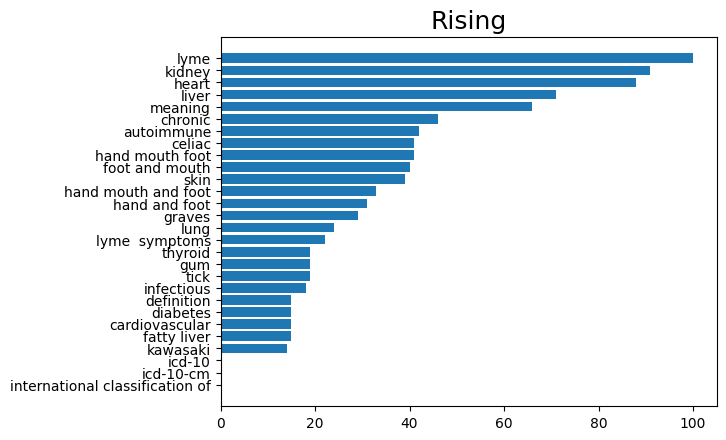 Rising
lyme
kidney
heart
liver
meaning
chronic
autoimmune
celiac
hand mouth foot
foot and mouth
skin
hand mouth and foot
hand and foot
graves
lung
lyme  symptoms
thyroid
gum
tick
infectious
definition
diabetes
cardiovascular
fatty liver
kawasaki
icd-10
icd-10-cm
international classification of
0 20 40 60 80 100